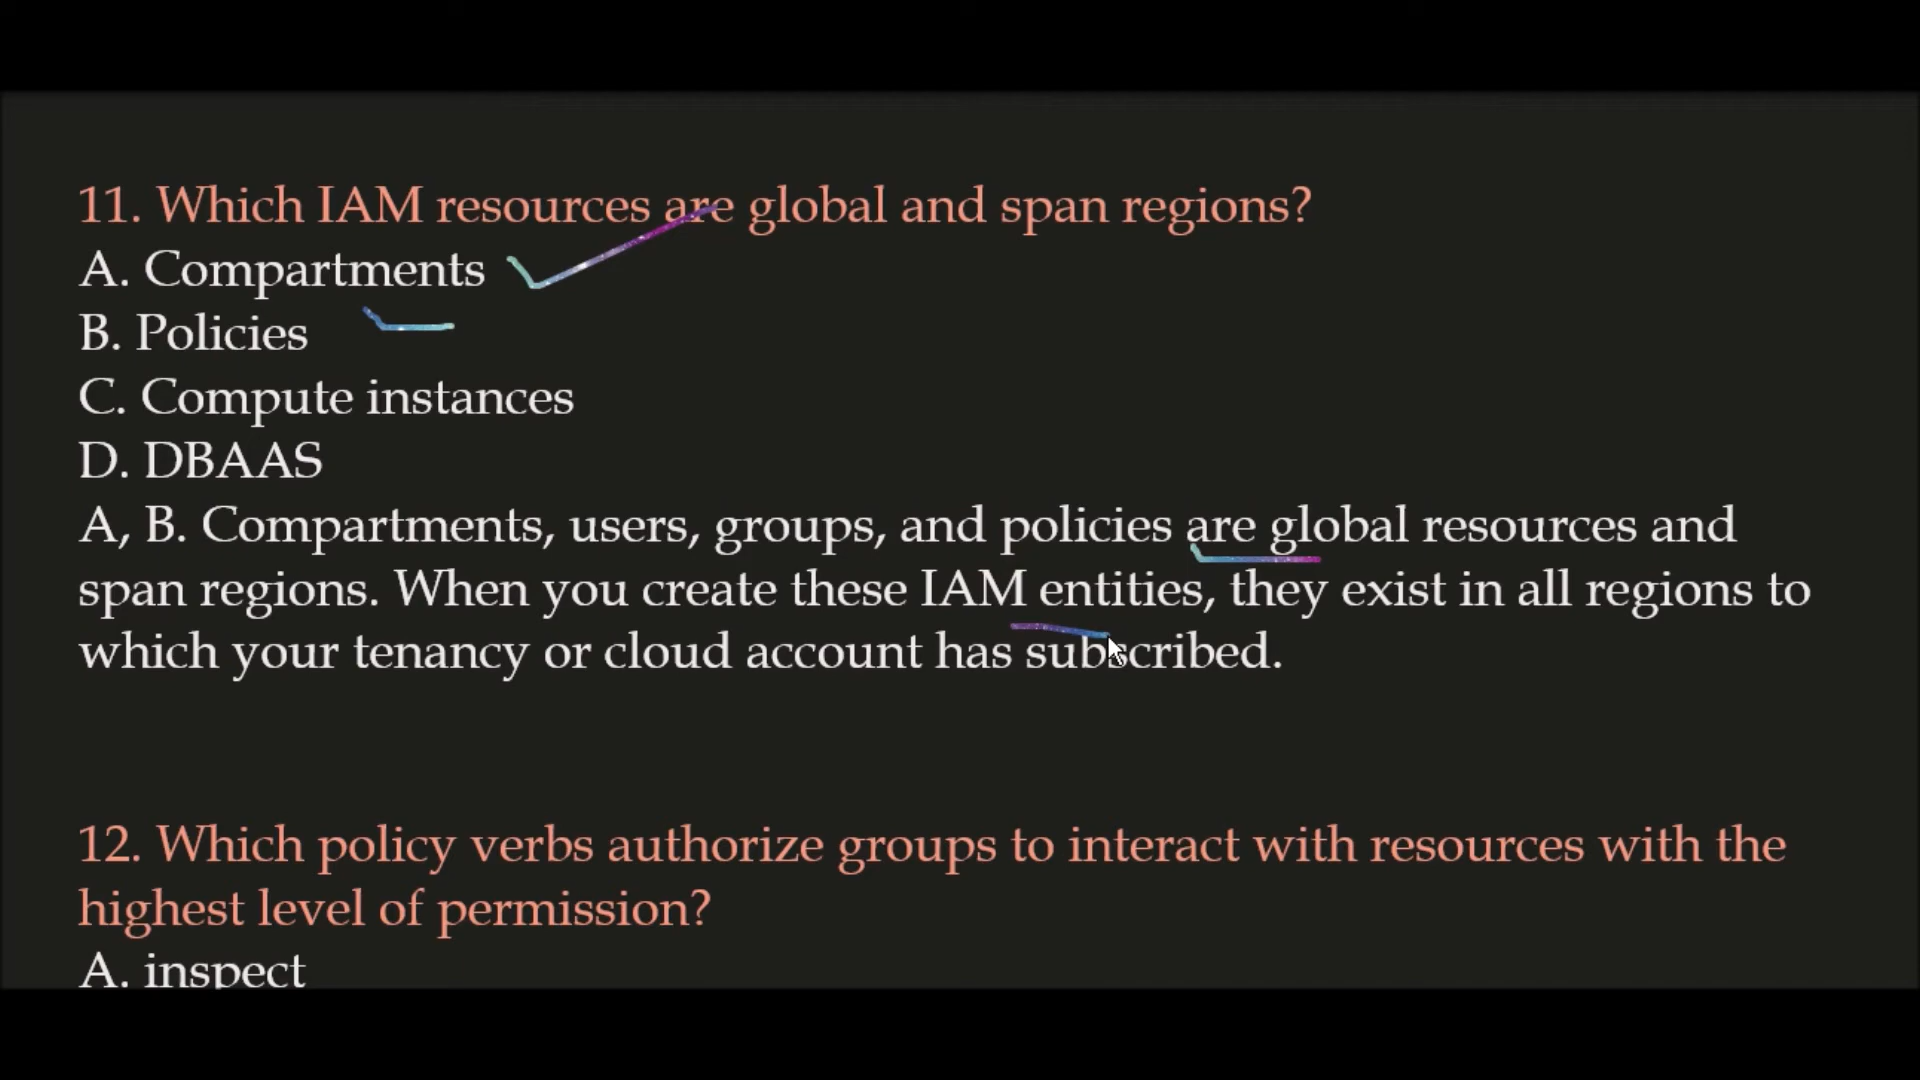 11. Which IAM resources are global and span regions?
A. Compartments
B. Policies
C. Compute instances
D. DBAAS
A, B. Compartments, users, groups, and policies are global resources and
span regions. When you create these IAM entities, they exist in all regions to
which your tenancy or cloud account has subscribed.
12. Which policy verbs authorize groups to interact with resources with the
highest level of permission?
A. inspect